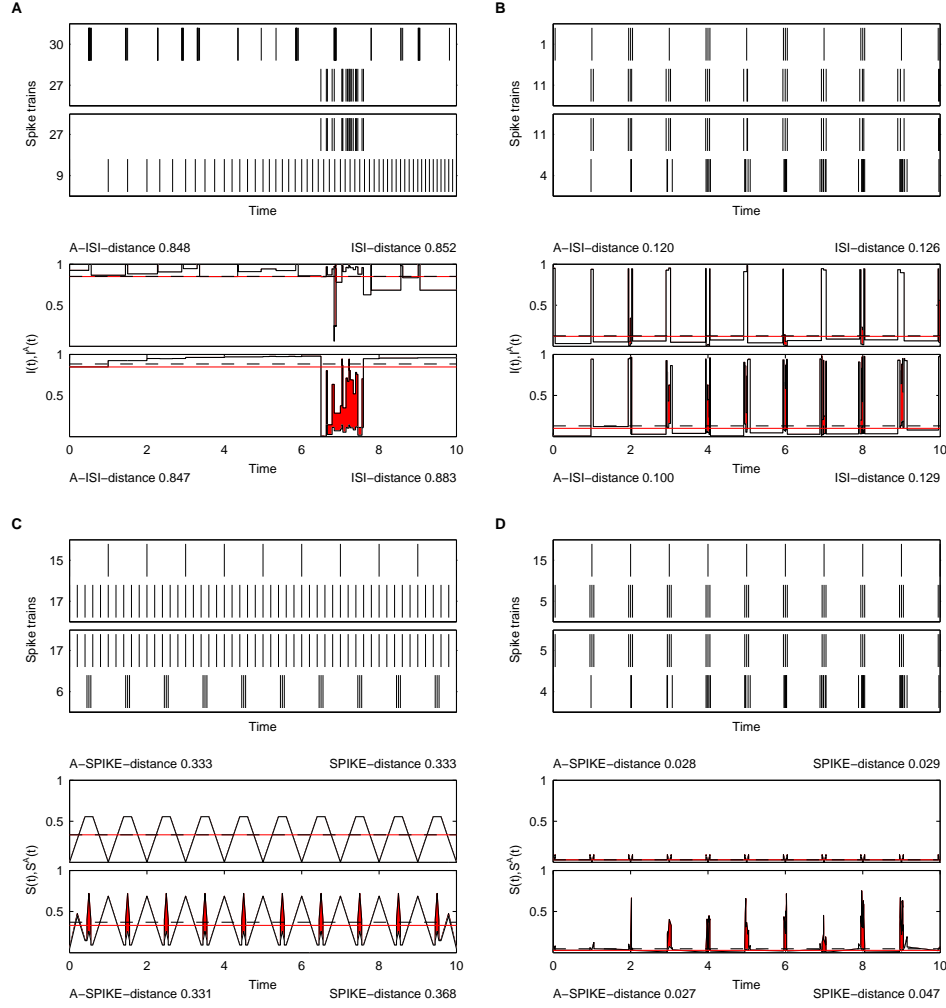 A
B
30
27
27
9
Spike trains
Time
1
11
11
4
Spike trains
Time
A−ISI−distance 0.848
ISI−distance 0.852
1
0.5
1
0.5
I(t),I^A(t)
0
2
4
6
8
10
Time
A−ISI−distance 0.847
ISI−distance 0.883
A−ISI−distance 0.120
ISI−distance 0.126
1
0.5
1
0.5
I(t),I^A(t)
0
2
4
6
8
10
Time
A−ISI−distance 0.100
ISI−distance 0.129
C
D
15
17
17
6
Spike trains
Time
15
5
5
4
Spike trains
Time
A−SPIKE−distance 0.333
SPIKE−distance 0.333
1
0.5
1
0.5
S(t),S^A(t)
0
2
4
6
8
10
Time
A−SPIKE−distance 0.331
SPIKE−distance 0.368
A−SPIKE−distance 0.028
SPIKE−distance 0.029
1
0.5
1
0.5
S(t),S^A(t)
0
2
4
6
8
10
Time
A−SPIKE−distance 0.027
SPIKE−distance 0.047